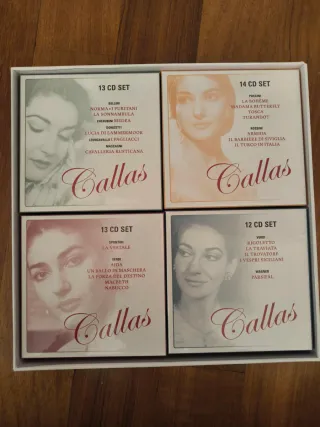 13 CD SET
BELLINI
NORMA•I PURITANI
LA SONNAMBULA
CHERUBINI MEDEA
DONIZETTI
LUCIA DI LAMMERMOOR
LEONCAVALLO I PAGLIACCI
MASCAGNI
CAVALLERIA RUSTICANA
Callas
14 CD SET
PUCCINI
LA BOHÈME
MADAMA BUTTERFLY
TOSCA
TURANDOT
ROSSINI
ARMIDA
IL BARBIERE DI SIVIGLIA
IL TURCO IN ITALIA
Callas
13 CD SET
SPONTINI
LA VESTALE
VERDI
AIDA
UN BALLO IN MASCHERA
LA FORZA DEL DESTINO
MACBETH
NABUCCO
Callas
12 CD SET
VERDI
RIGOLETTO
LA TRAVIATA
IL TROVATORE
I VESPRI SICILIANI
WAGNER
PARSIFAL
Callas